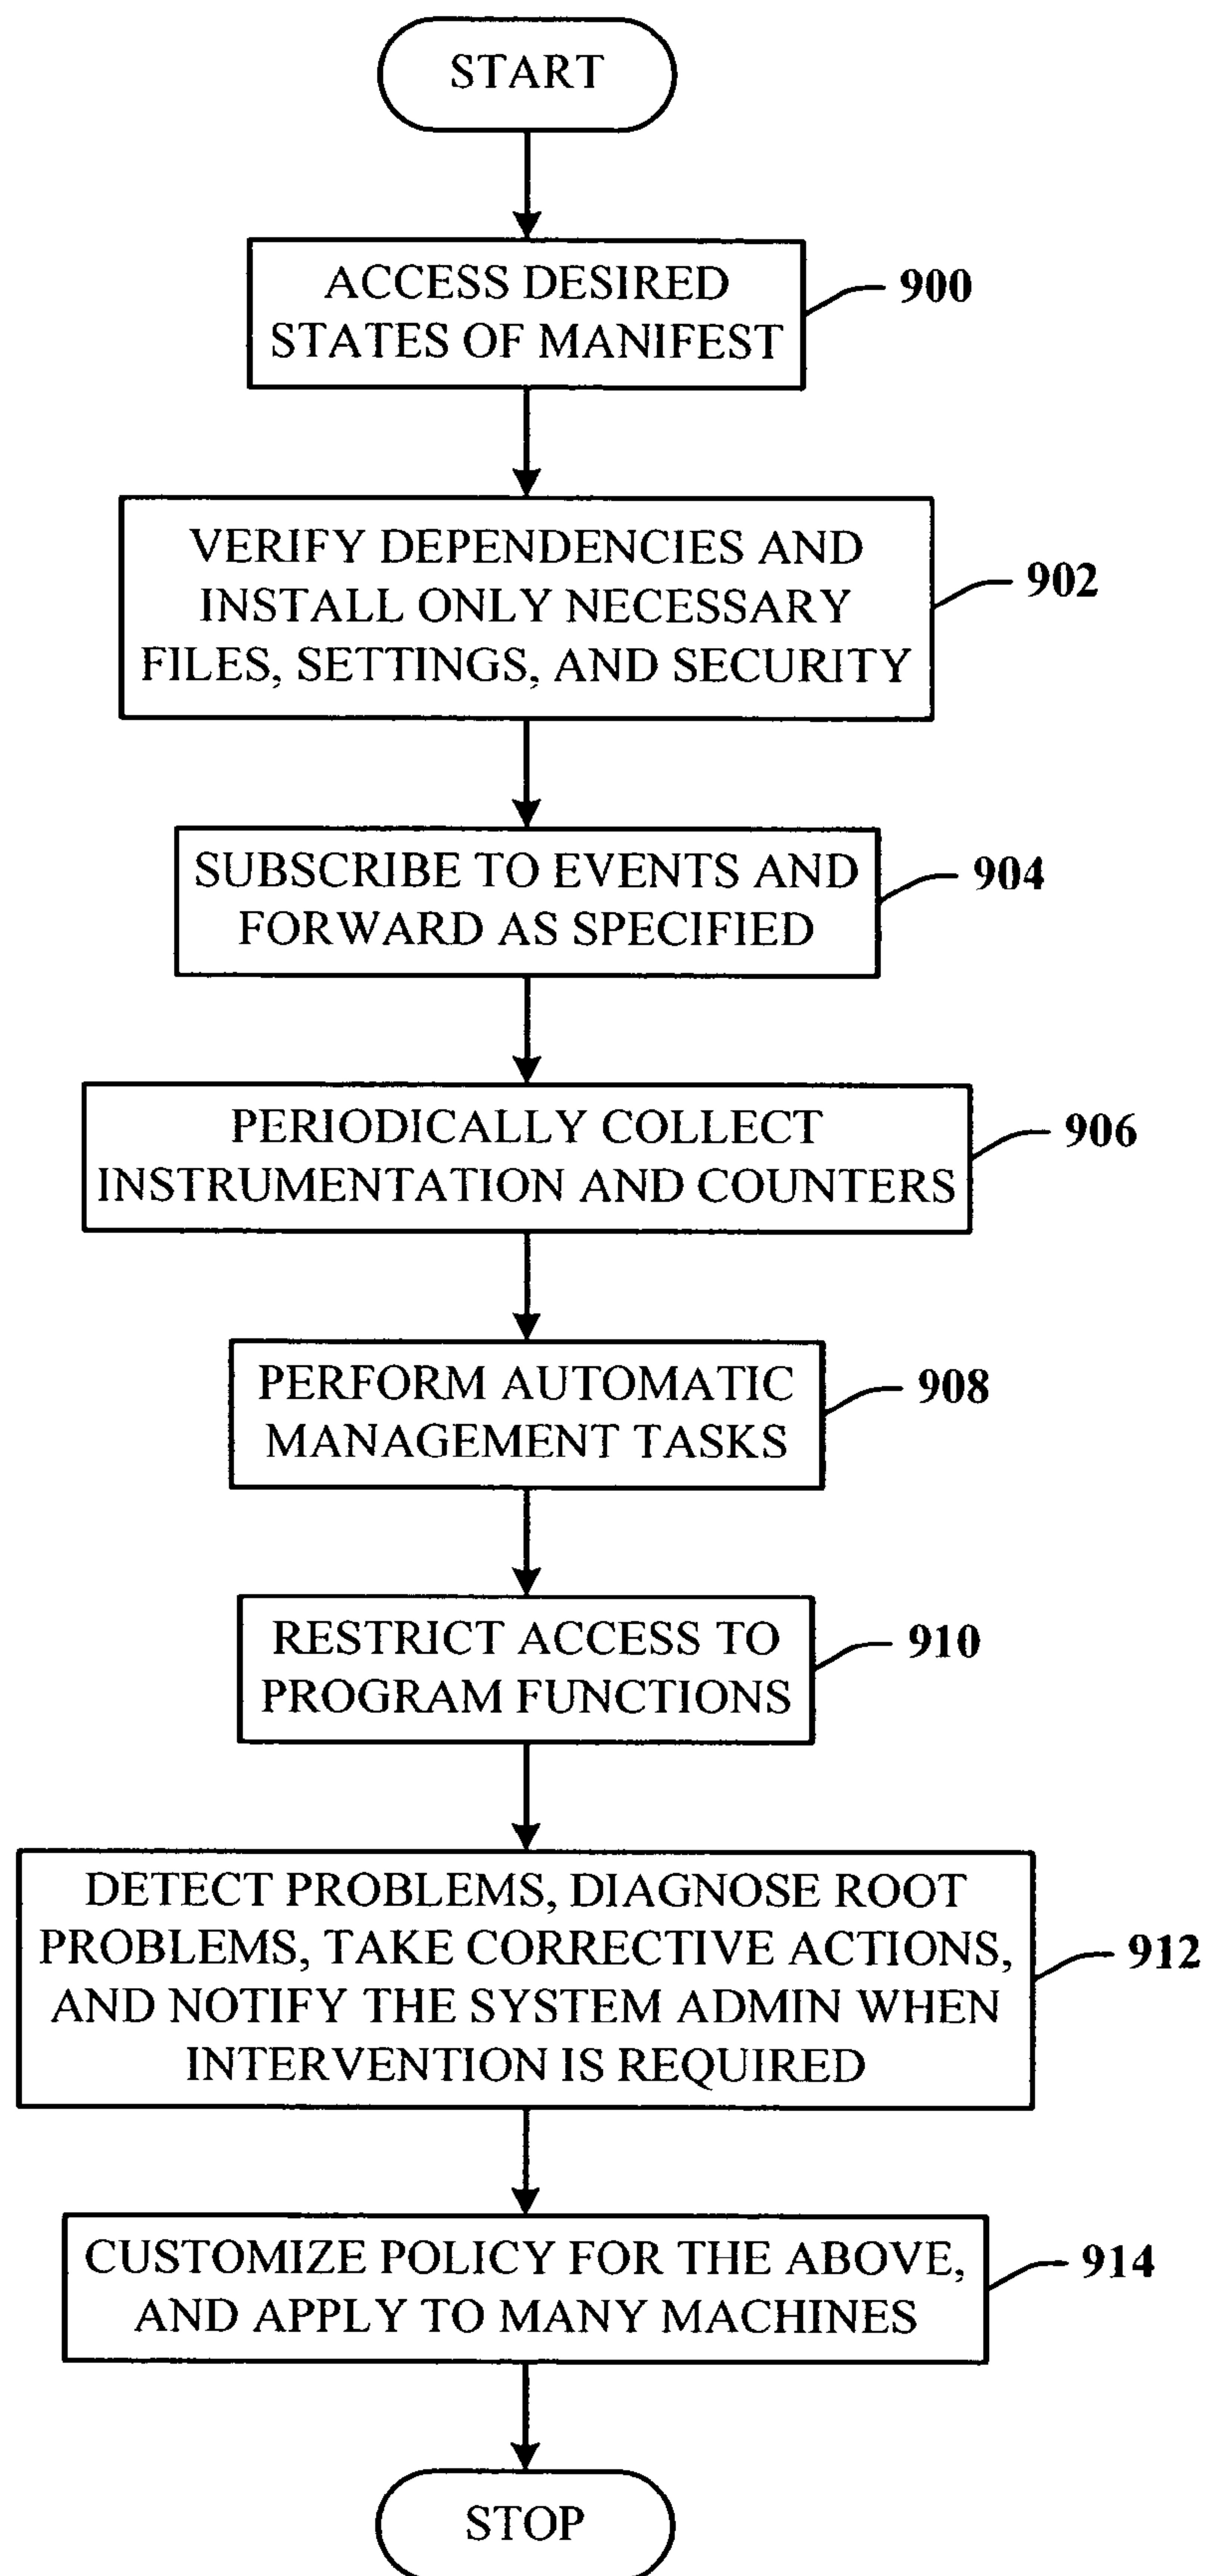 START
ACCESS DESIRED
STATES OF MANIFEST
900
VERIFY DEPENDENCIES AND
INSTALL ONLY NECESSARY
FILES, SETTINGS, AND SECURITY
902
SUBSCRIBE TO EVENTS AND
FORWARD AS SPECIFIED
904
PERIODICALLY COLLECT
INSTRUMENTATION AND COUNTERS
906
PERFORM AUTOMATIC
MANAGEMENT TASKS
908
RESTRICT ACCESS TO
PROGRAM FUNCTIONS
910
DETECT PROBLEMS, DIAGNOSE ROOT
PROBLEMS, TAKE CORRECTIVE ACTIONS,
AND NOTIFY THE SYSTEM ADMIN WHEN
INTERVENTION IS REQUIRED
912
CUSTOMIZE POLICY FOR THE ABOVE,
AND APPLY TO MANY MACHINES
914
STOP